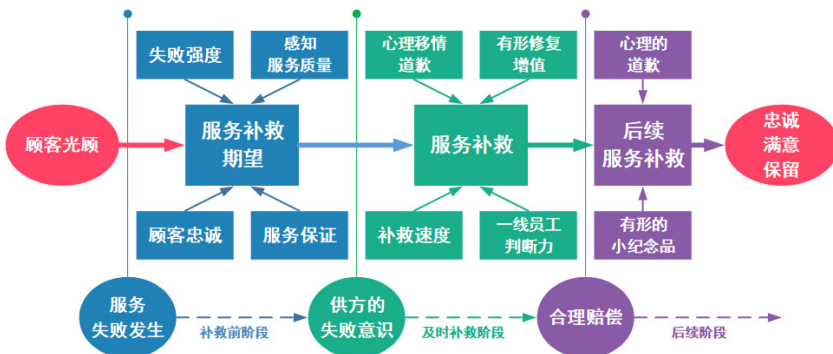 失败强度
感知
服务质量
心理移情
道歉
有形修复
增值
心理的
道歉
顾客光顾
服务补救
期望
服务补救
后续
服务补救
忠诚
满意
保留
顾客忠诚
服务保证
补救速度
一线员工
判断力
有形的
小纪念品
服务
失败发生
补救前阶段
供方的
失败意识
及时补救阶段
合理赔偿
后续阶段